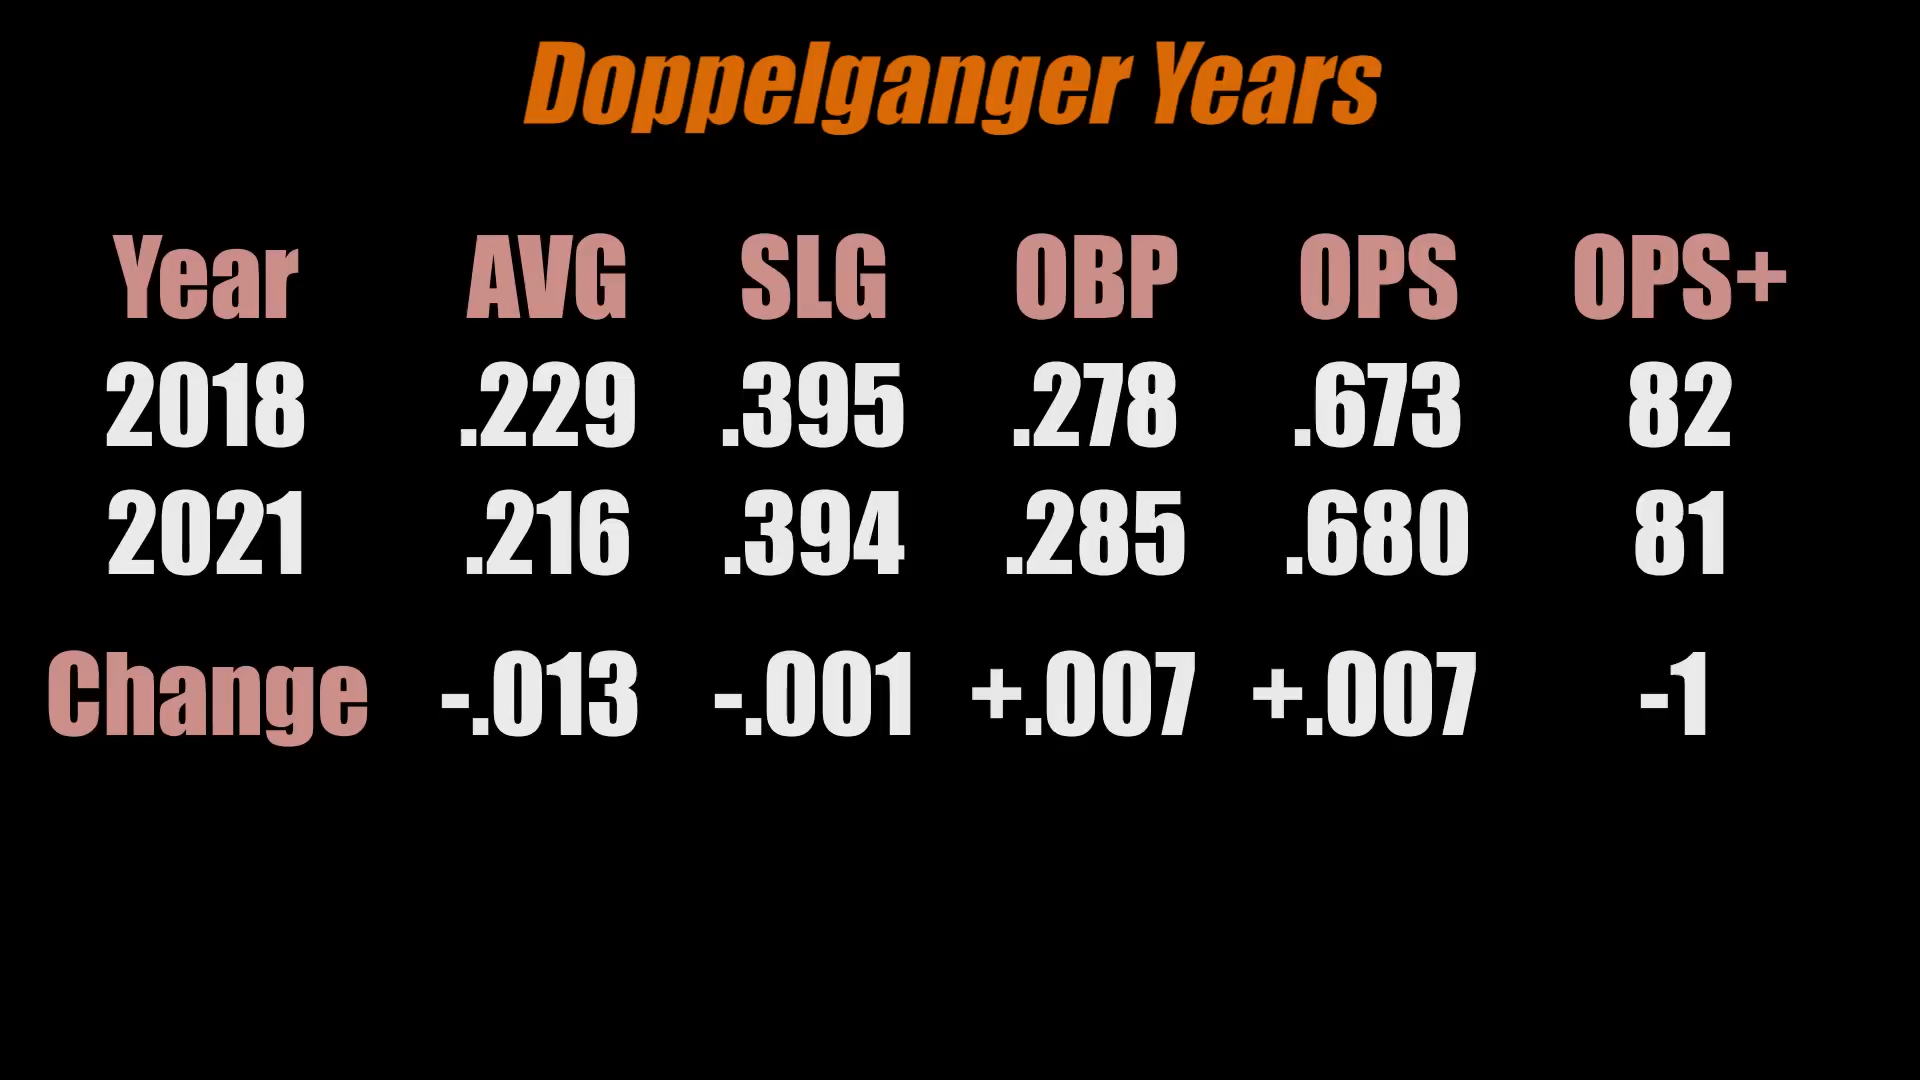 Doppelganger Years
Year AVG SLG OBP OPS OPS+
2018 .229 .395 .278 .673 82
2021 .216 .394 .285 .680 81
Change -.013 -.001 +.007 +.007 -1